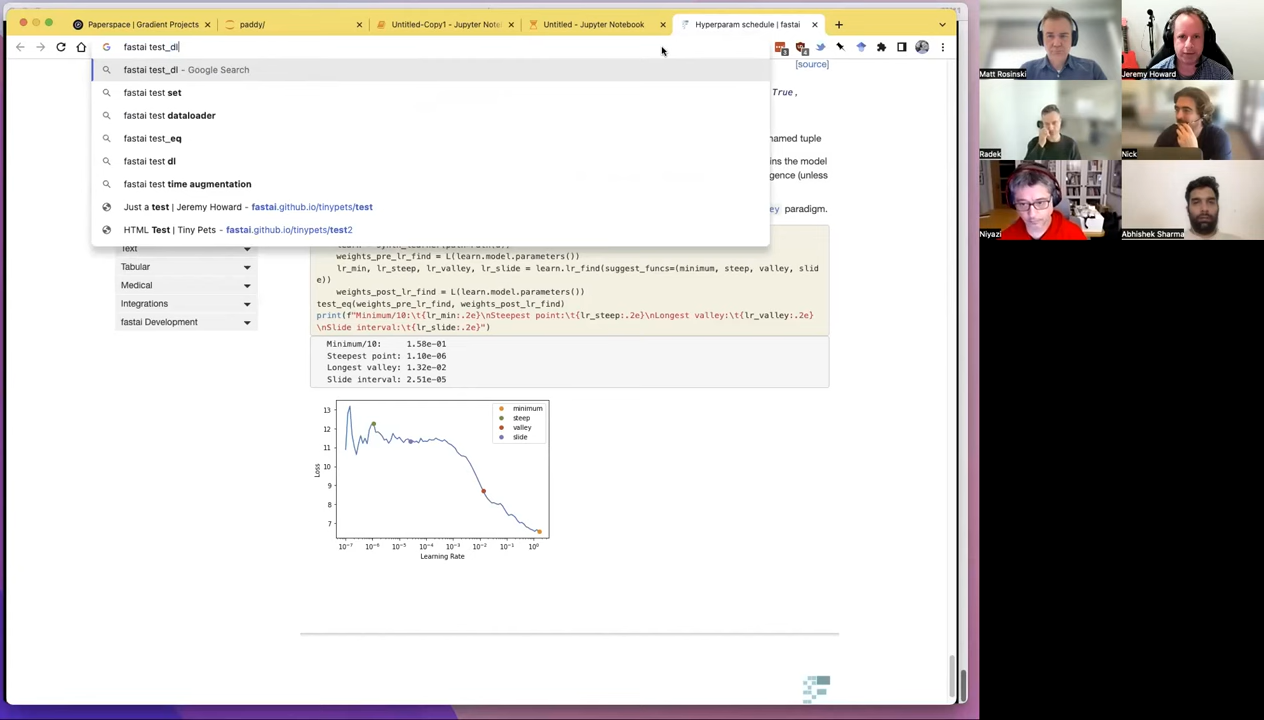 Paperspace | Gradient Projects
paddy/
Untitled-Copy1 - Jupyter Note
Untitled - Jupyter Notebook
Hyperparam schedule | fastai
fastai test_dl
fastai test_dl - Google Search
fastai test set
fastai test dataloader
fastai test_eq
fastai test dl
fastai test time augmentation
Just a test | Jeremy Howard - fastai.github.io/tinypets/test
HTML Test | Tiny Pets - fastai.github.io/tinypets/test2
[source]
True,
named tuple
ins the model
gence (unless
ey paradigm.
Text
Tabular
Medical
Integrations
fastai Development
weights_pre_lr_find = L(learn.model.parameters())
lr_min, lr_steep, lr_valley, lr_slide = learn.lr_find(suggest_funcs=(minimum, steep, valley, slid
e))
weights_post_lr_find = L(learn.model.parameters())
test_eq(weights_pre_lr_find, weights_post_lr_find)
print(f"Minimum/10:\t{lr_min:.2e}\nSteepest point:\t{lr_steep:.2e}\nLongest valley:\t{lr_valley:.2e}
\nSlide interval:\t{lr_slide:.2e}")
Minimum/10: 1.58e-01
Steepest point: 1.10e-06
Longest valley: 1.32e-02
Slide interval: 2.51e-05
minimum
steep
valley
slide
13
12
11
10
9
8
7
Loss
10⁻⁷ 10⁻⁶ 10⁻⁵ 10⁻⁴ 10⁻³ 10⁻² 10⁻¹ 10⁰
Learning Rate
Matt Rosinski
Jeremy Howard
Radek
Nick
Niyazi
Abhishek Sharma